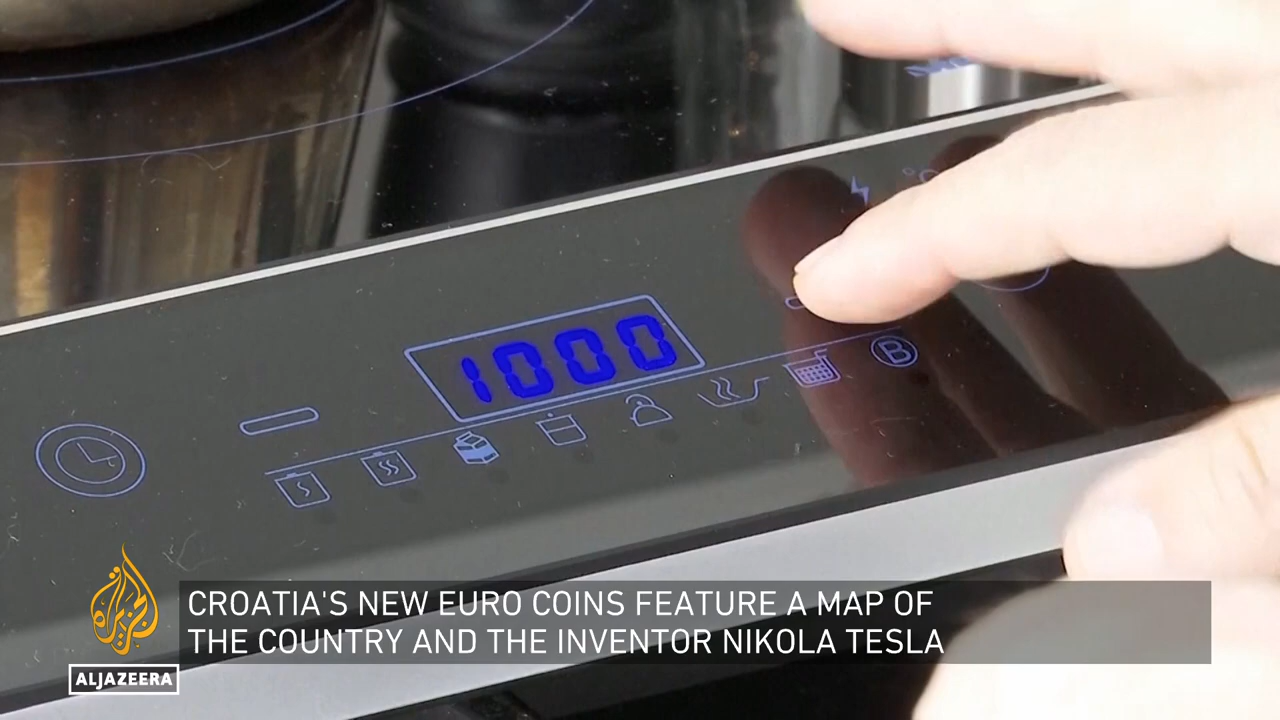 °C
1000
B
CROATIA'S NEW EURO COINS FEATURE A MAP OF
THE COUNTRY AND THE INVENTOR NIKOLA TESLA
ALJAZEERA